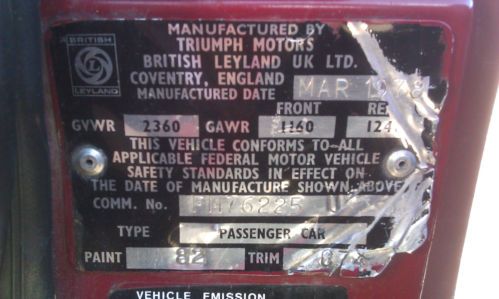 MANUFACTURED BY
TRIUMPH MOTORS
BRITISH LEYLAND UK LTD.
COVENTRY, ENGLAND
BRITISH
L
LEYLAND
MANUFACTURED DATE MAR
FRONT
GVWR 2360 GAWR 1160
THIS VEHICLE CONFORMS TO ALL
APPLICABLE FEDERAL MOTOR VEHICLE
SAFETY STANDARDS IN EFFECT ON
THE DATE OF MANUFACTURE SHOWN ABOVE
COMM. No.
TYPE PASSENGER CAR
PAINT 82 TRIM
VEHICLE EMISSION